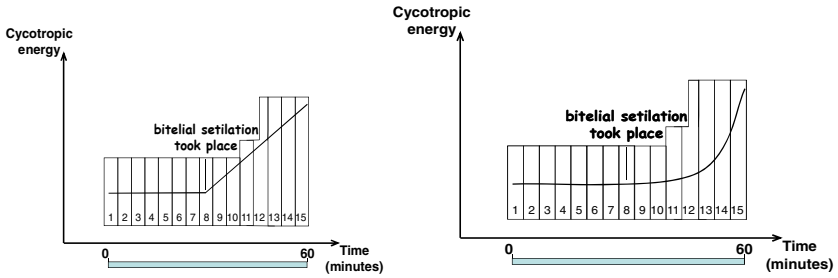 Cycotropic
energy
bitelial setilation
took place
1 2 3 4 5 6 7 8 9 10 11 12 13 14 15
0 60
Time
(minutes)
Cycotropic
energy
bitelial setilation
took place
1 2 3 4 5 6 7 8 9 10 11 12 13 14 15
0 60
Time
(minutes)